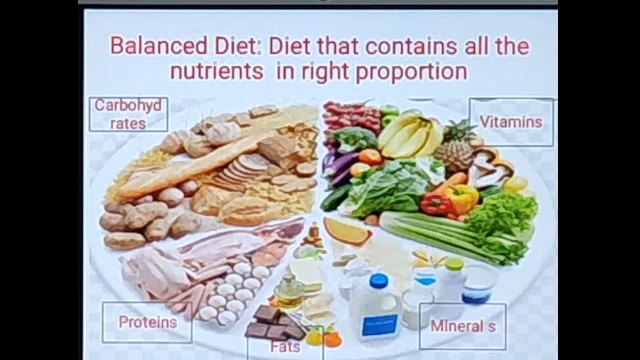 Balanced Diet: Diet that contains all the
nutrients in right proportion
Carbohyd
rates
Vitamins
Proteins
Fats
Mineral s